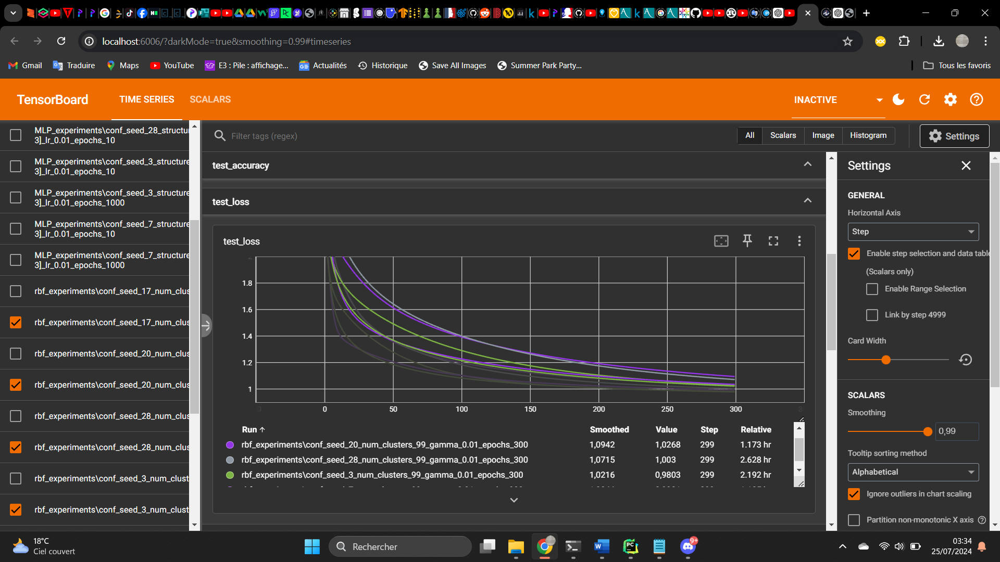 localhost:6006/?darkMode=true&smoothing=0.99#timeseries
Gmail
Traduire
Maps
YouTube
E3 : Pile : affichage...
Actualités
Historique
Save All Images
Summer Park Party...
Tous les favoris
TensorBoard
TIME SERIES
SCALARS
INACTIVE
MLP_experiments\conf_seed_28_structu
3]_lr_0.01_epochs_10
MLP_experiments\conf_seed_3_structure
3]_lr_0.01_epochs_10
MLP_experiments\conf_seed_3_structure
3]_lr_0.01_epochs_1000
MLP_experiments\conf_seed_7_structure
3]_lr_0.01_epochs_10
MLP_experiments\conf_seed_7_structure
3]_lr_0.01_epochs_1000
rbf_experiments\conf_seed_17_num_clus
rbf_experiments\conf_seed_17_num_clus
rbf_experiments\conf_seed_20_num_clus
rbf_experiments\conf_seed_20_num_clus
rbf_experiments\conf_seed_28_num_clus
rbf_experiments\conf_seed_28_num_clus
rbf_experiments\conf_seed_3_num_clust
rbf_experiments\conf_seed_3_num_clust
Filter tags (regex)
All
Scalars
Image
Histogram
Settings
test_accuracy
test_loss
test_loss
1.8
1.6
1.4
1.2
1
0 50 100 150 200 250 300
Run ↑ Smoothed Value Step Relative
rbf_experiments\conf_seed_20_num_clusters_99_gamma_0.01_epochs_300 1,0942 1,0268 299 1.173 hr
rbf_experiments\conf_seed_28_num_clusters_99_gamma_0.01_epochs_300 1,0715 1,003 299 2.628 hr
rbf_experiments\conf_seed_3_num_clusters_99_gamma_0.01_epochs_300 1,0216 0,9803 299 2.192 hr
Settings
GENERAL
Horizontal Axis
Step
Enable step selection and data table
(Scalars only)
Enable Range Selection
Link by step 4999
Card Width
SCALARS
Smoothing
0,99
Tooltip sorting method
Alphabetical
Ignore outliers in chart scaling
Partition non-monotonic X axis
18°C
Ciel couvert
Rechercher
9+
03:34
25/07/2024